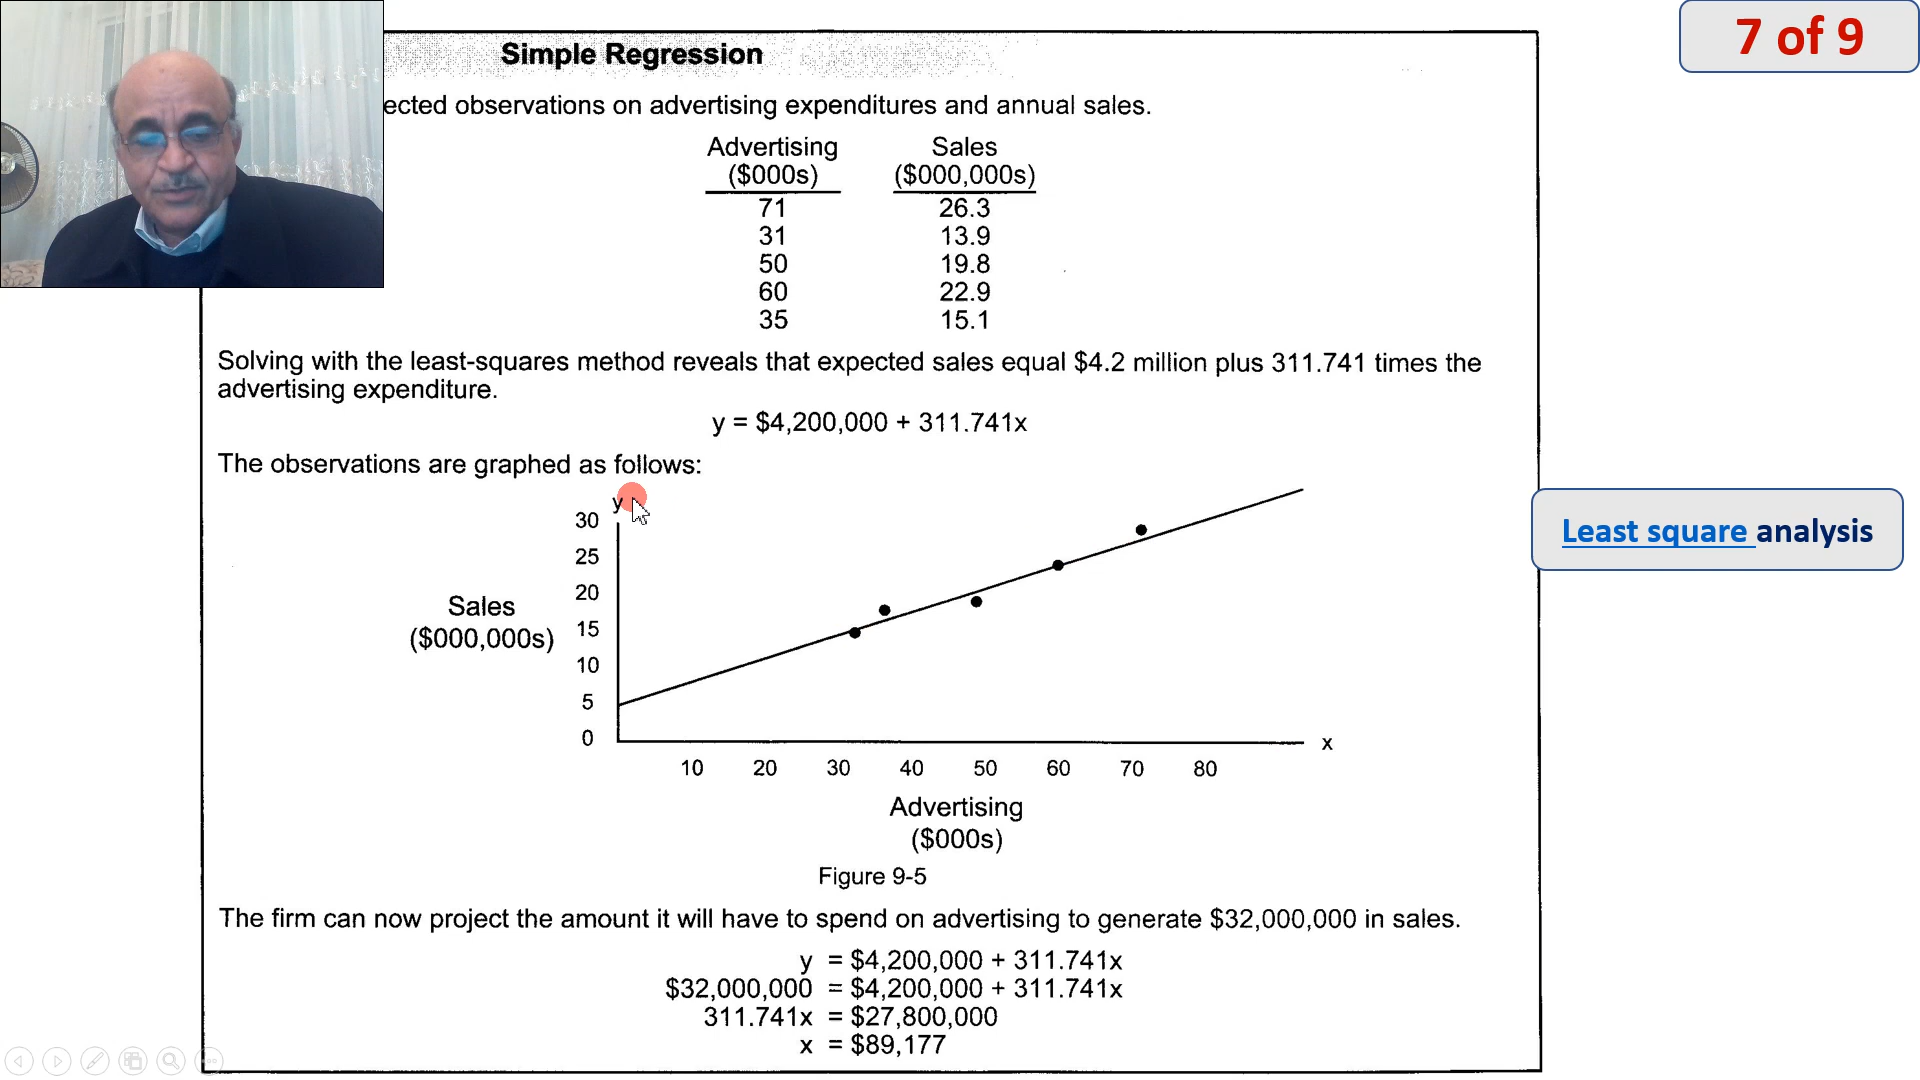 7 of 9
Simple Regression
ected observations on advertising expenditures and annual sales.
Advertising Sales
($000s) ($000,000s)
71 26.3
31 13.9
50 19.8
60 22.9
35 15.1
Solving with the least-squares method reveals that expected sales equal $4.2 million plus 311.741 times the
advertising expenditure.
y = $4,200,000 + 311.741x
The observations are graphed as follows:
y
30
25
20
15
10
5
0
Sales
($000,000s)
x
10 20 30 40 50 60 70 80
Advertising
($000s)
Figure 9-5
Least square analysis
The firm can now project the amount it will have to spend on advertising to generate $32,000,000 in sales.
y = $4,200,000 + 311.741x
$32,000,000 = $4,200,000 + 311.741x
311.741x = $27,800,000
x = $89,177